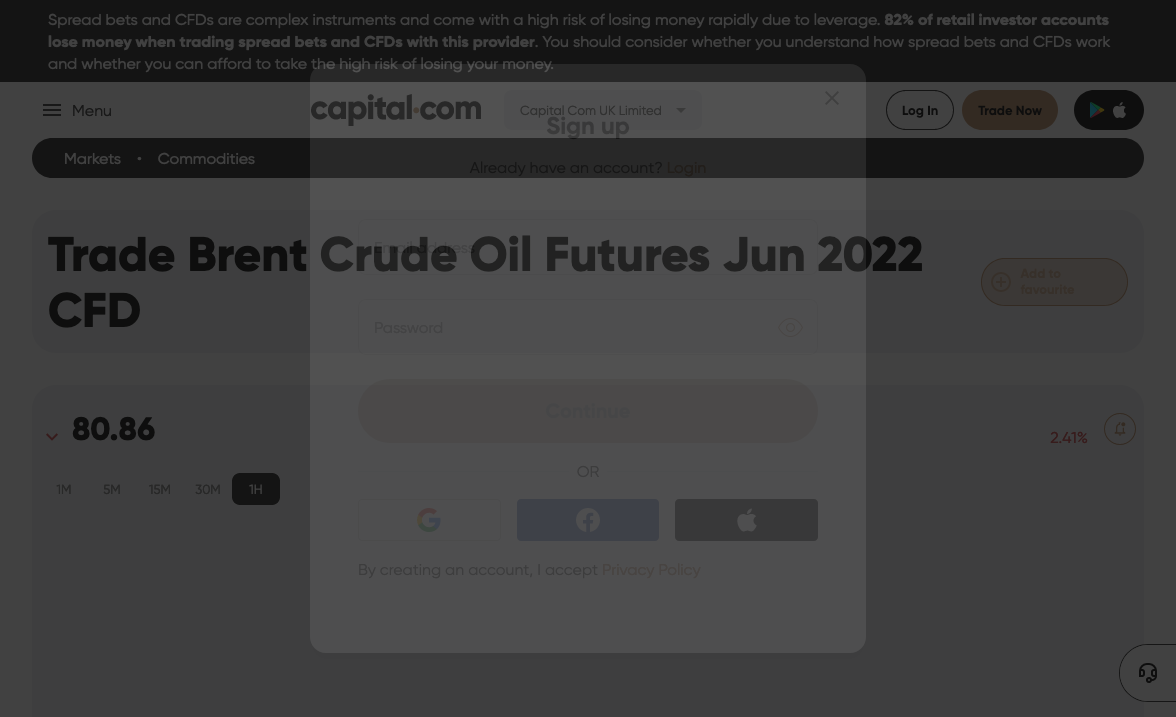 Spread bets and CFDs are complex instruments and come with a high risk of losing money rapidly due to leverage. 82% of retail investor accounts
lose money when trading spread bets and CFDs with this provider. You should consider whether you understand how spread bets and CFDs work
and whether you can afford to take the high risk of losing your money.
Menu
capital.com
Capital Com UK Limited
Log In
Trade Now
Sign up
Markets • Commodities
Already have an account? Login
Trade Brent Crude Oil Futures Jun 2022
CFD
Email address
Add to
favourite
Password
Continue
80.86
2.41%
OR
1M
5M
15M
30M
1H
By creating an account, I accept Privacy Policy